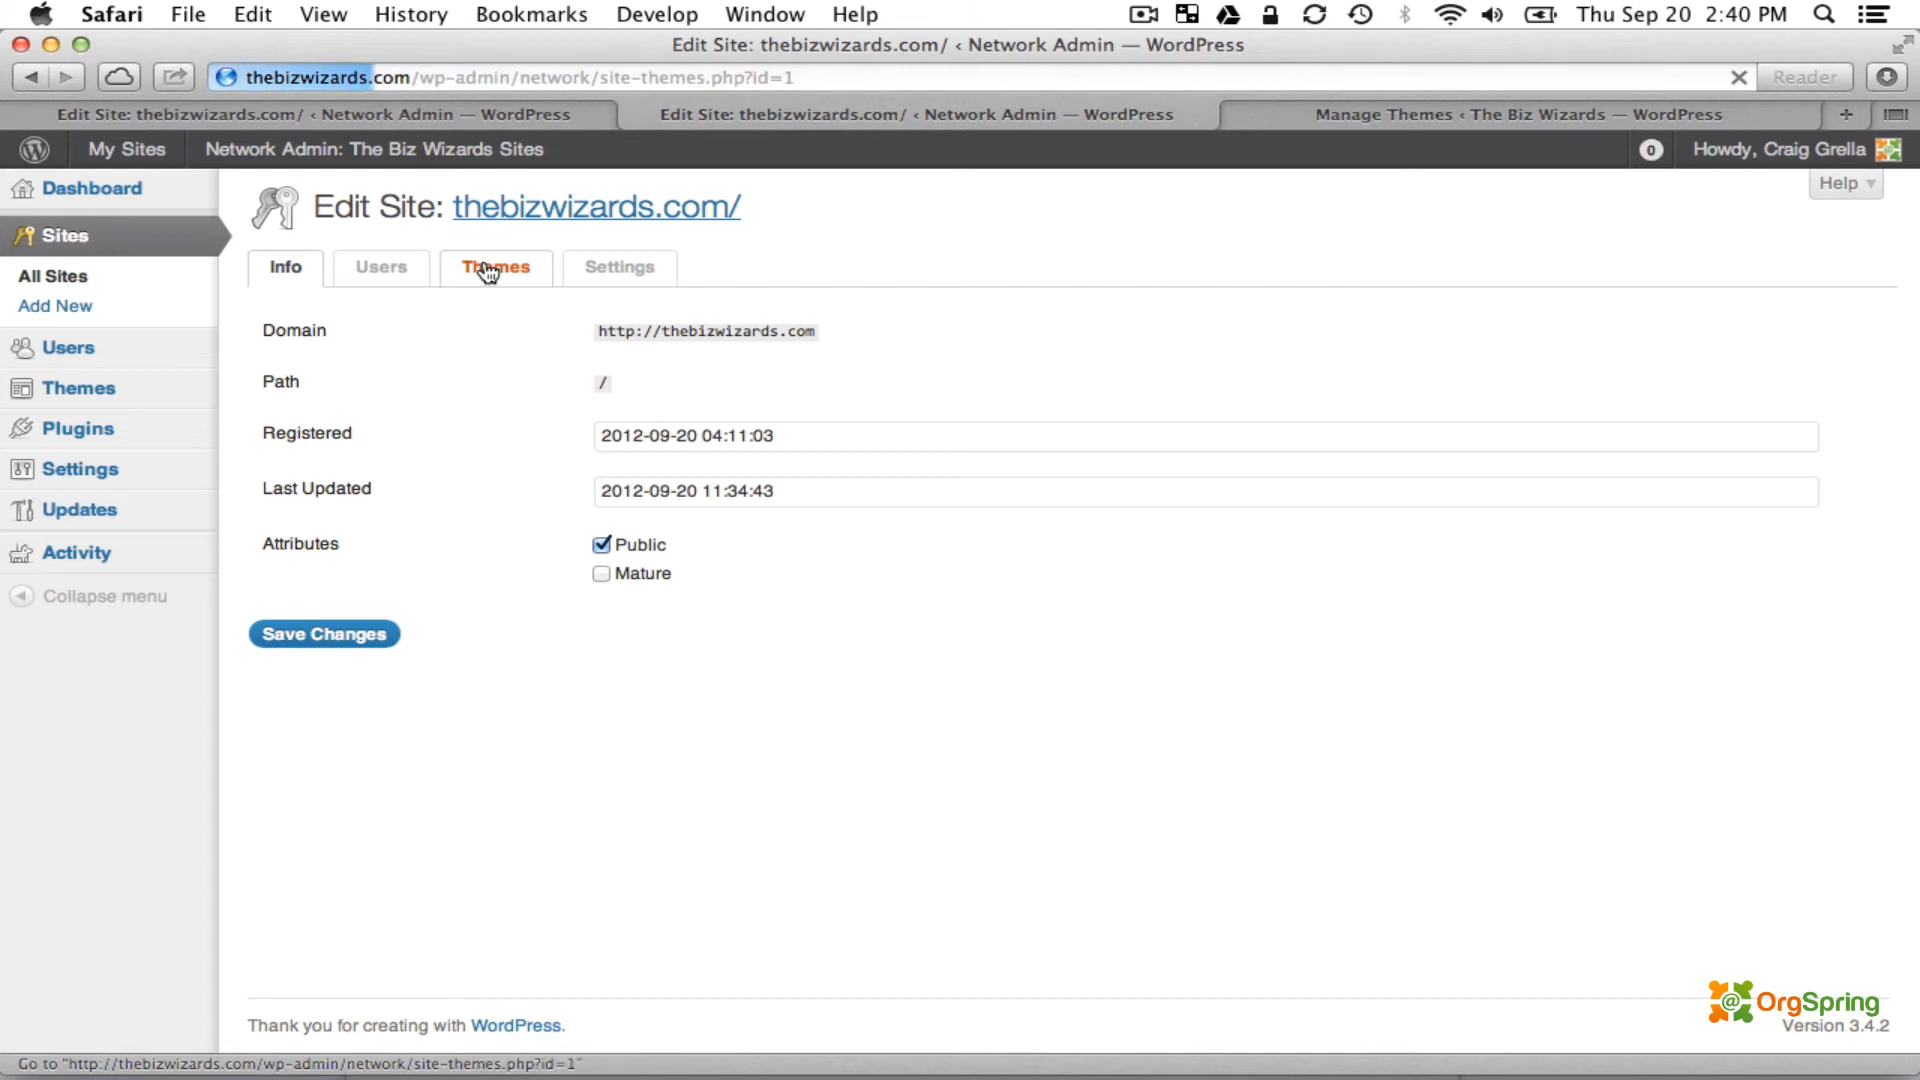 Safari File Edit View History Bookmarks Develop Window Help Thu Sep 20 2:40 PM
Edit Site: thebizwizards.com/ ‹ Network Admin — WordPress
thebizwizards.com/wp-admin/network/site-themes.php?id=1 Reader
Edit Site: thebizwizards.com/ ‹ Network Admin — WordPress Edit Site: thebizwizards.com/ ‹ Network Admin — WordPress Manage Themes ‹ The Biz Wizards — WordPress +
My Sites Network Admin: The Biz Wizards Sites 0 Howdy, Craig Grella
Help
Dashboard
Sites
All Sites
Add New
Users
Themes
Plugins
Settings
Updates
Activity
Collapse menu
Edit Site: thebizwizards.com/
Info Users Themes Settings
Domain http://thebizwizards.com
Path /
Registered 2012-09-20 04:11:03
Last Updated 2012-09-20 11:34:43
Attributes Public
Mature
Save Changes
OrgSpring
Thank you for creating with WordPress. Version 3.4.2
Go to "http://thebizwizards.com/wp-admin/network/site-themes.php?id=1"